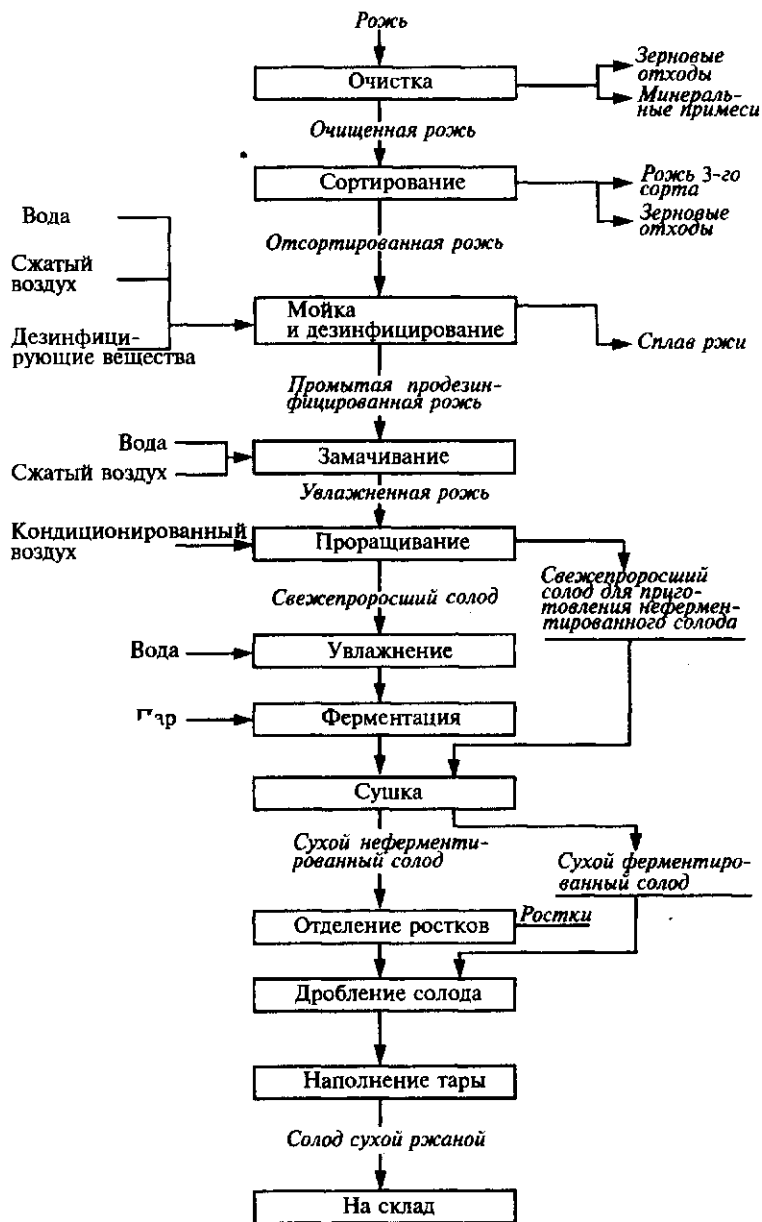 Рожь
Очистка
Зерновые
отходы
Минераль-
ные примеси
Очищенная рожь
Сортирование
Рожь 3-го
сорта
Зерновые
отходы
Отсортированная рожь
Вода
Сжатый
воздух
Дезинфици-
рующие вещества
Мойка
и дезинфицирование
Сплав ржи
Промытая продезин-
фицированная рожь
Вода
Сжатый воздух
Замачивание
Увлажненная рожь
Кондиционированный
воздух
Проращивание
Свежепроросший
солод для приго-
товления нефермен-
тированного солода
Свежепроросший солод
Вода
Увлажнение
Пар
Ферментация
Сушка
Сухой неферменти-
рованный солод
Сухой ферментиро-
ванный солод
Отделение ростков
Ростки
Дробление солода
Наполнение тары
Солод сухой ржаной
На склад